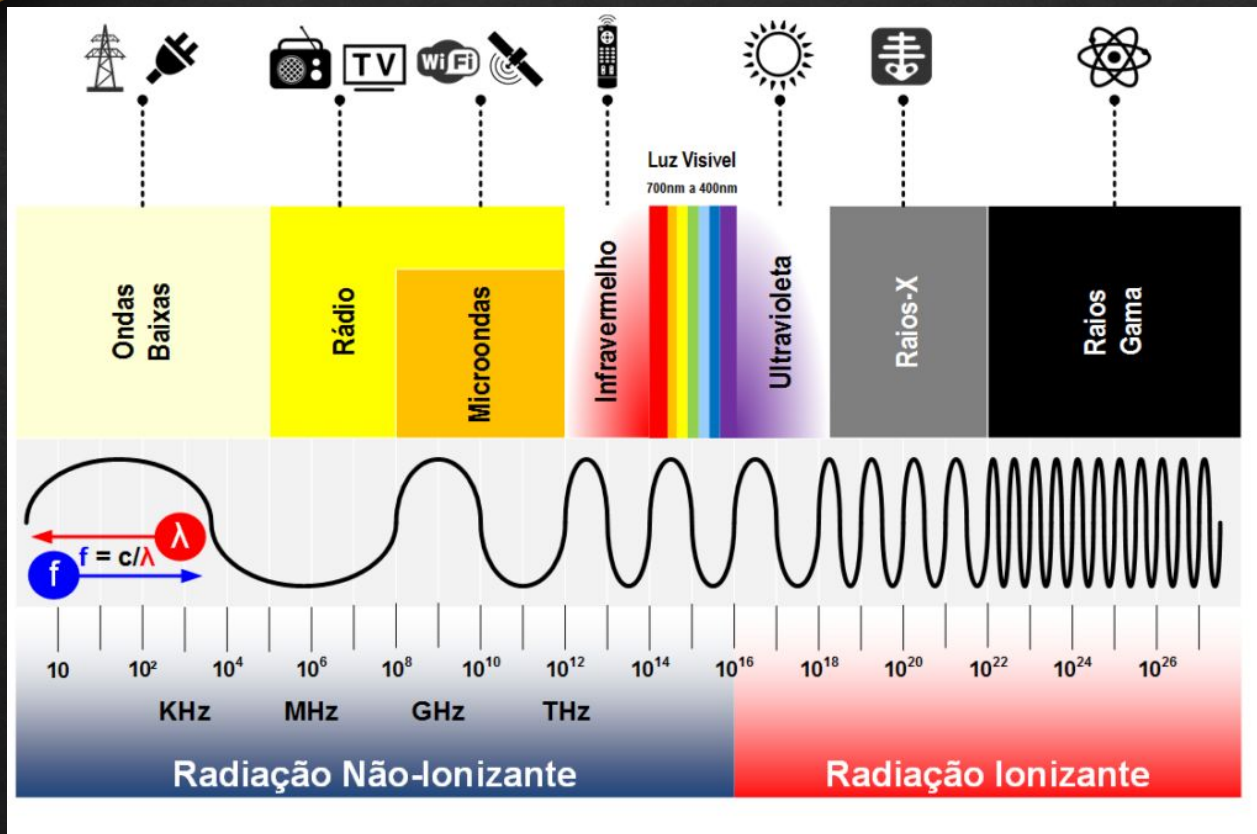 TV
WiFi
Luz Visível
700nm a 400nm
Ondas
Baixas
Rádio
Microondas
Infravermelho
Ultravioleta
Raios-X
Raios
Gama
λ
f = c/λ
f
10 10² 10⁴ 10⁶ 10⁸ 10¹⁰ 10¹² 10¹⁴ 10¹⁶ 10¹⁸ 10²⁰ 10²² 10²⁴ 10²⁶
KHz MHz GHz THz
Radiação Não-Ionizante Radiação Ionizante